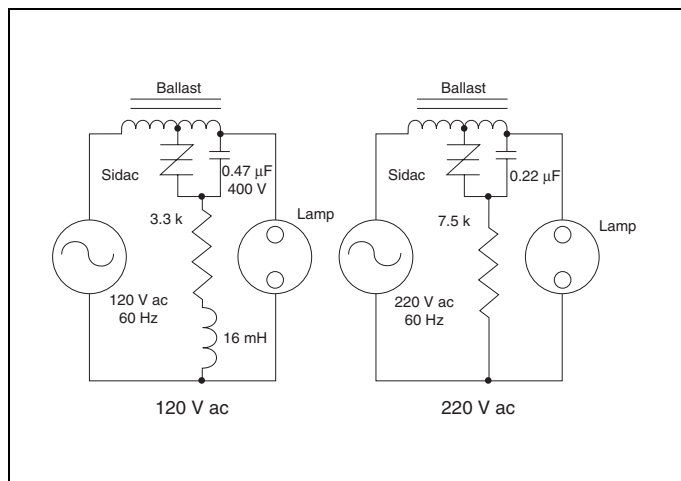 Ballast
Sidac
0.47 μF
400 V
3.3 k
Lamp
120 V ac
60 Hz
16 mH
120 V ac
Ballast
Sidac
0.22 μF
7.5 k
Lamp
220 V ac
60 Hz
220 V ac